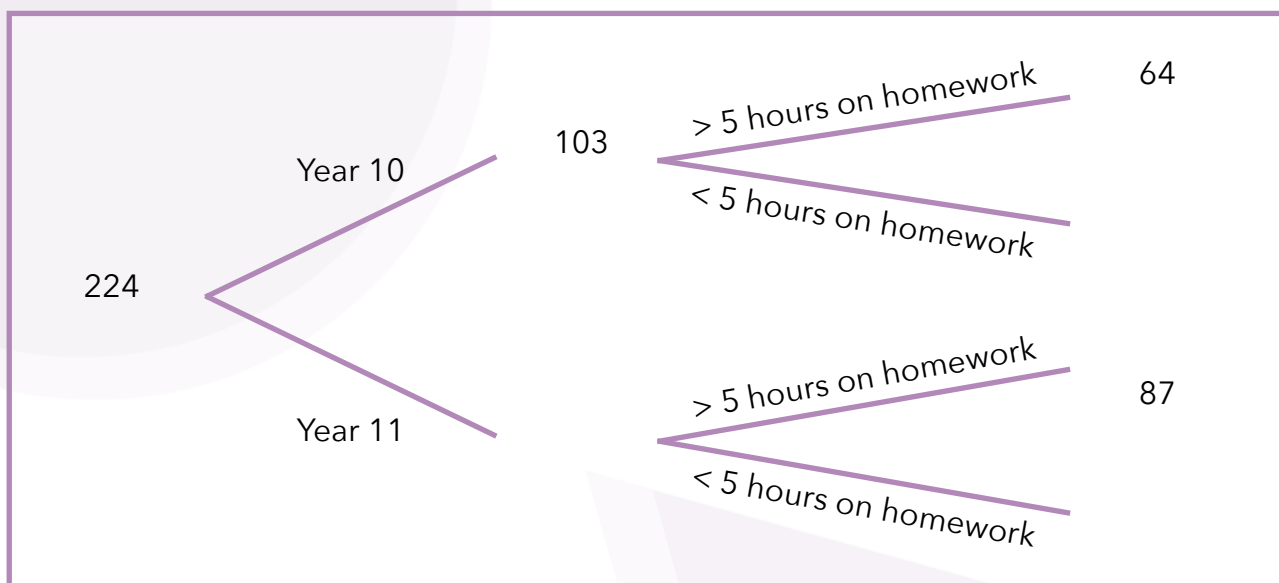 > 5 hours on homework
64
103
Year 10
< 5 hours on homework
224
> 5 hours on homework
87
Year 11
< 5 hours on homework